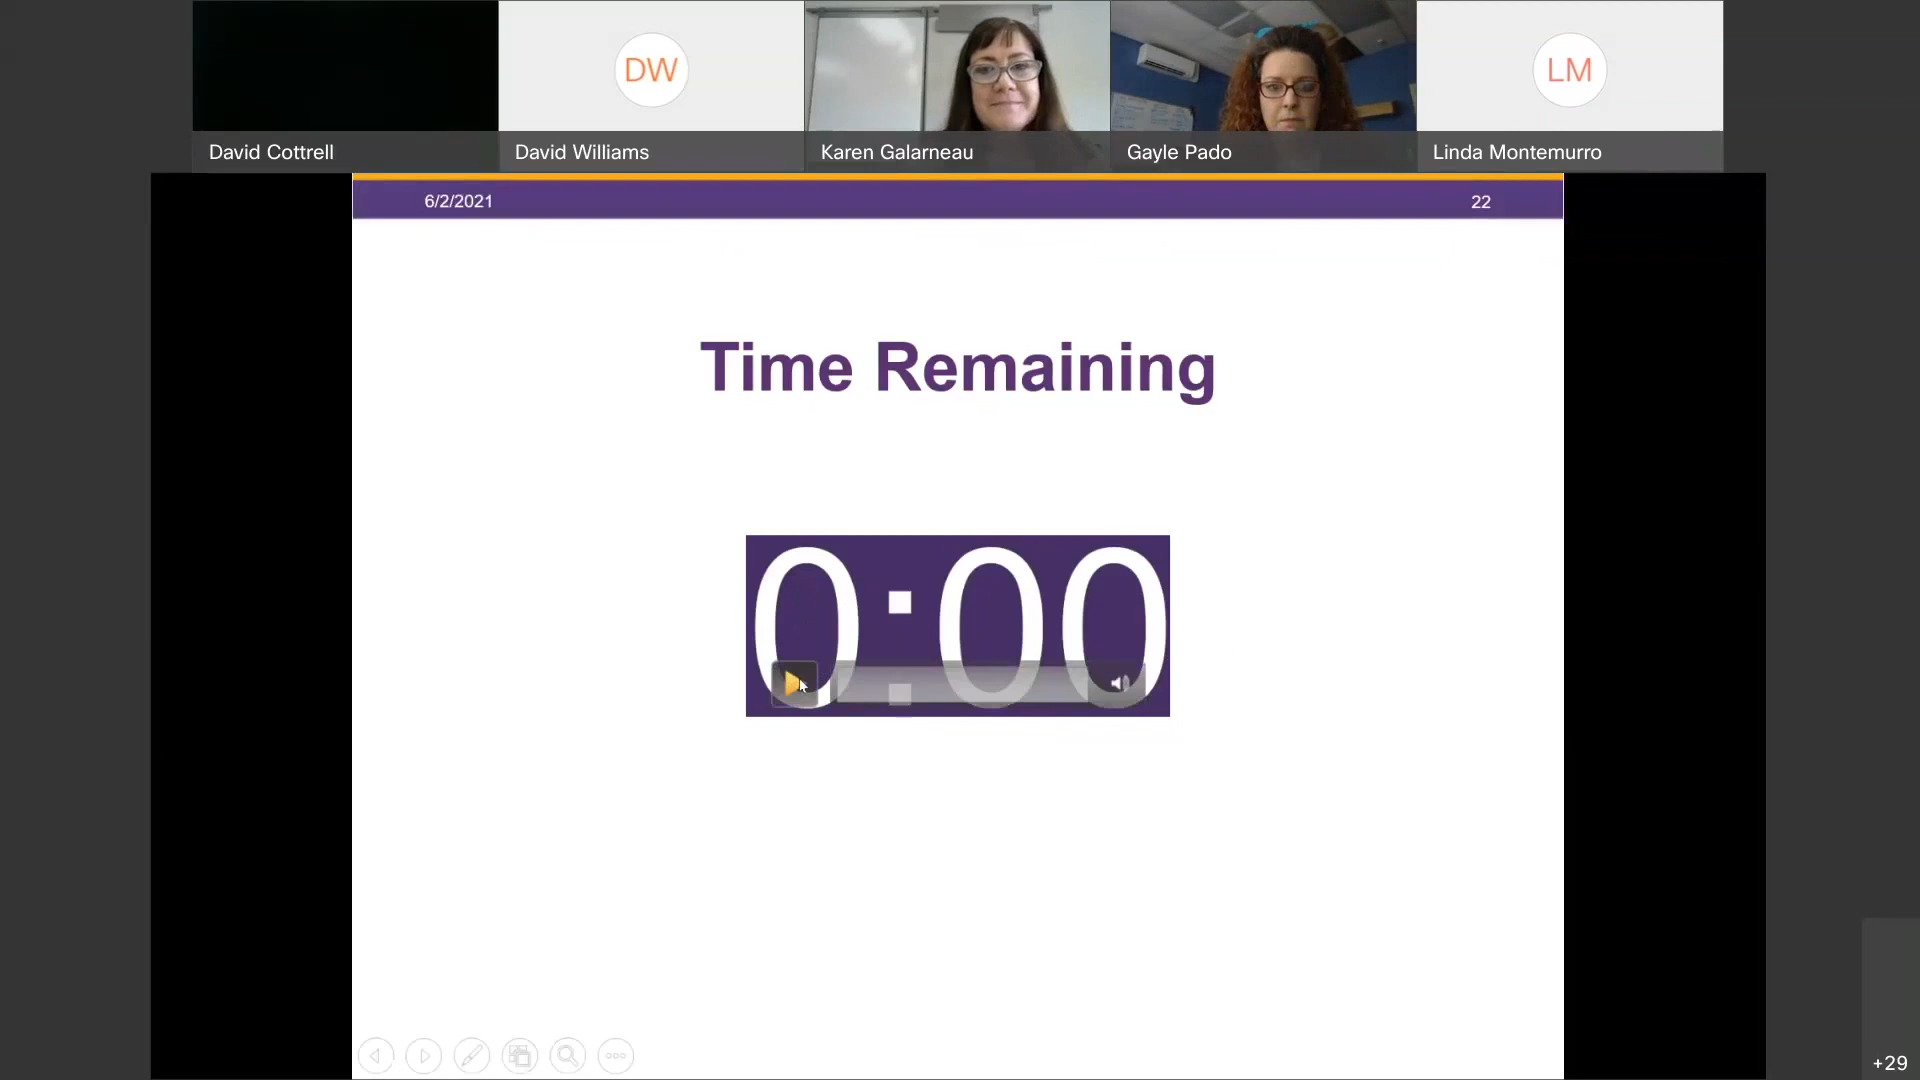 DW
LM
David Cottrell
David Williams
Karen Galarneau
Gayle Pado
Linda Montemurro
6/2/2021
22
Time Remaining
0:00
+29